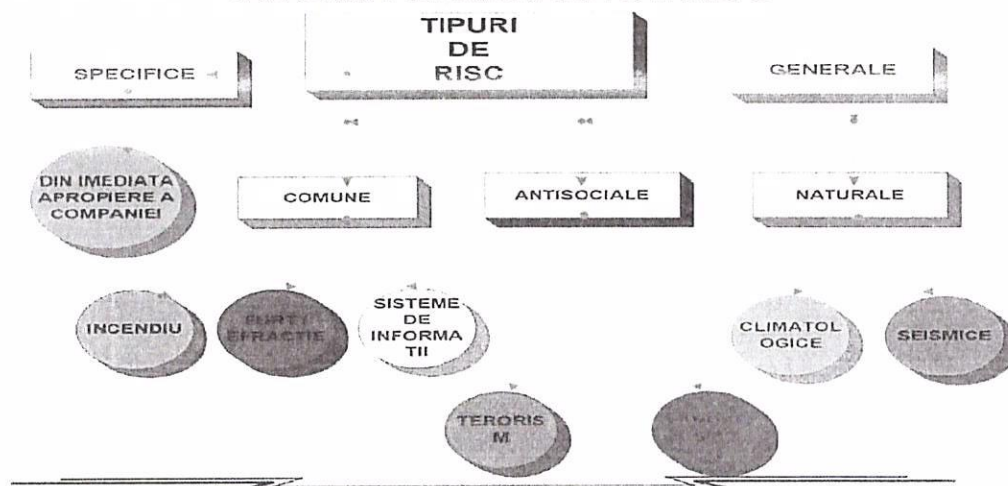 TIPURI
DE
RISC
SPECIFICE
GENERALE
DIN IMEDIATA
APROPIERE A
COMPANIEI
COMUNE
ANTISOCIALE
NATURALE
INCENDIU
FURT/
EFRACTIE
SISTEME
DE
INFORMA
TII
CLIMATOL
OGICE
SEISMICE
TERORIS
M